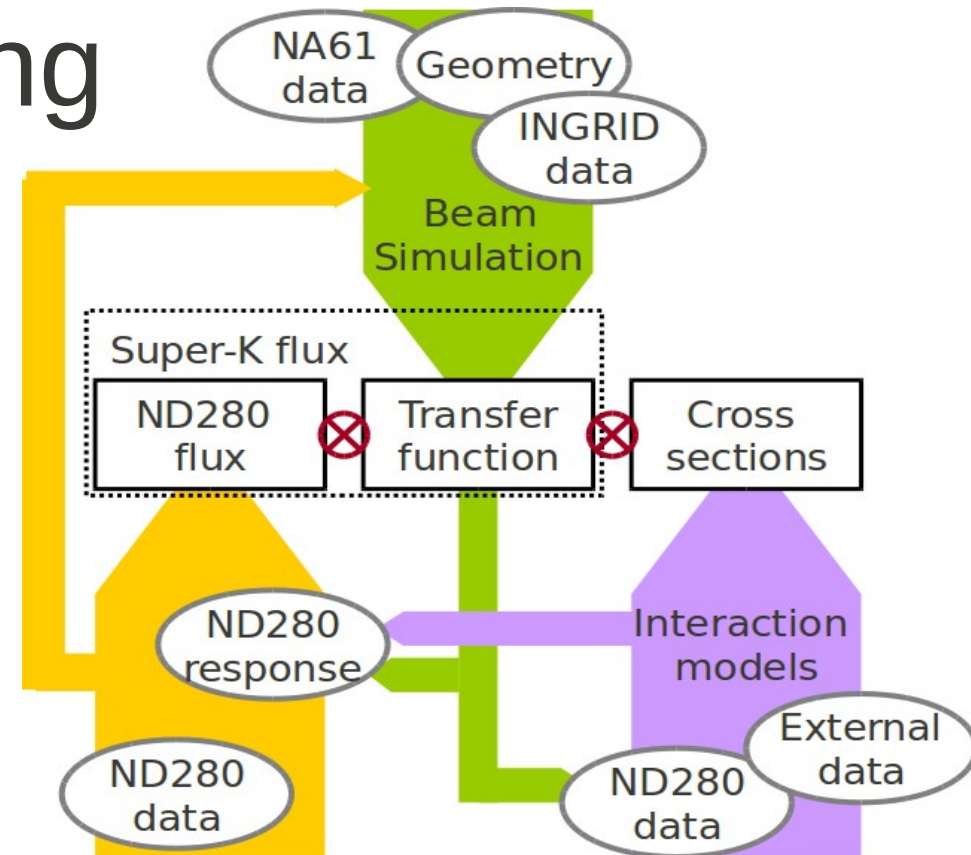 ng
NA61
data
Geometry
INGRID
data
Beam
Simulation
Super-K flux
ND280
flux
Transfer
function
Cross
sections
ND280
response
Interaction
models
External
data
ND280
data
ND280
data